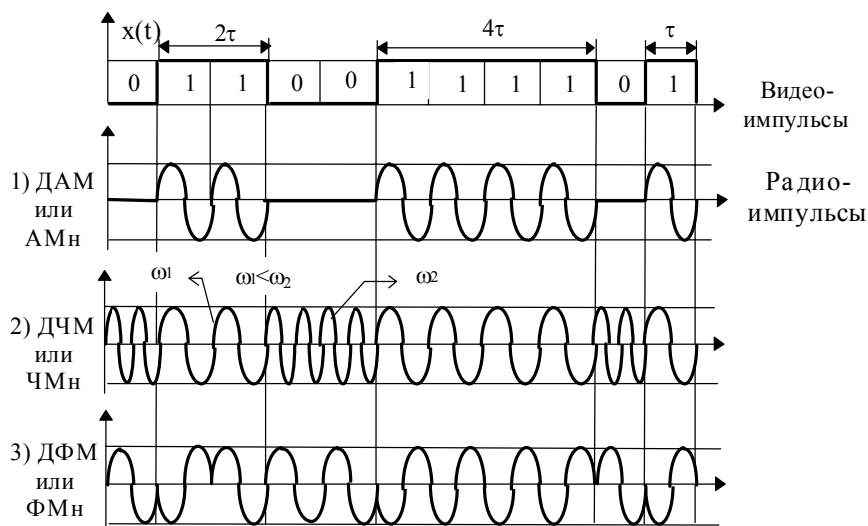 x(t) 2τ 4τ τ
0 1 1 0 0 1 1 1 1 0 1
Видео-
импульсы
1) ДАМ
или
АМн
Радио-
импульсы
ω1 ω1<ω2 ω2
2) ДЧМ
или
ЧМн
3) ДФМ
или
ФМн